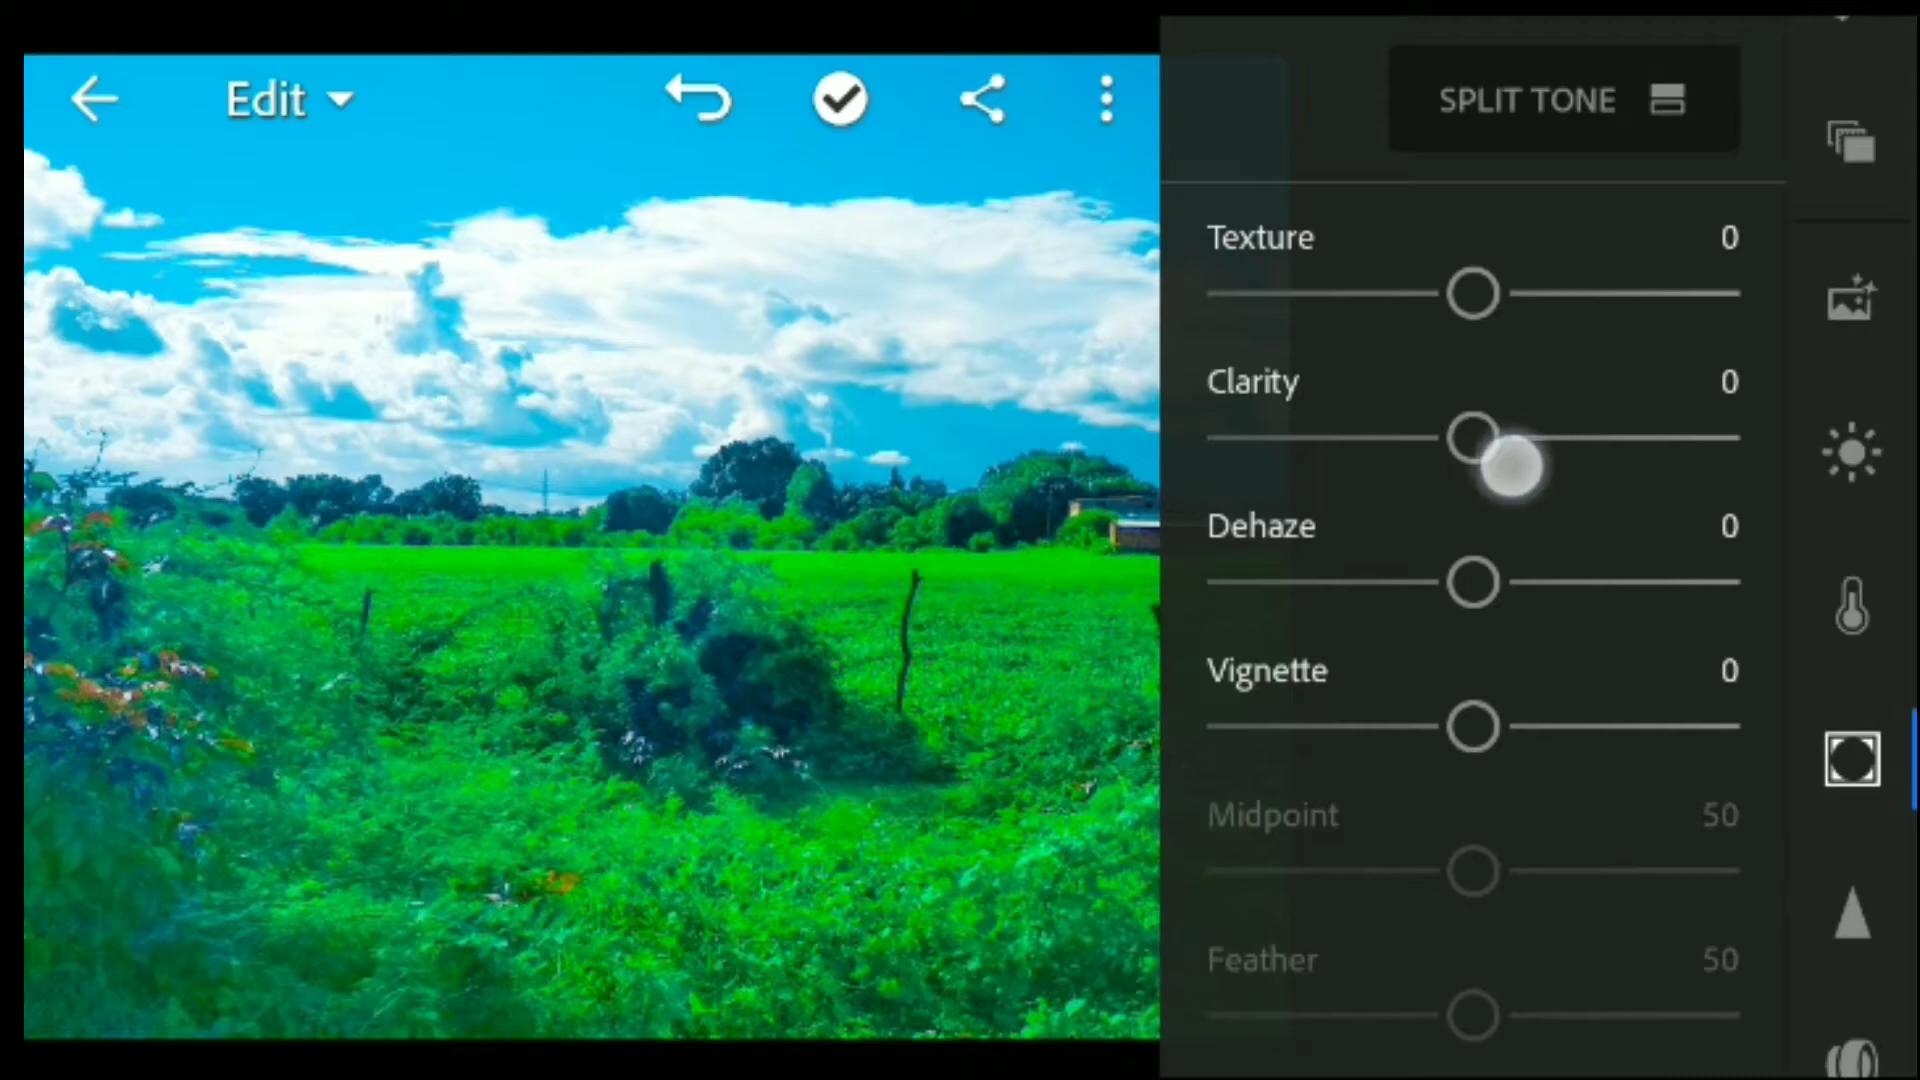 Edit
SPLIT TONE
Texture 0
Clarity 0
Dehaze 0
Vignette 0
Midpoint 50
Feather 50